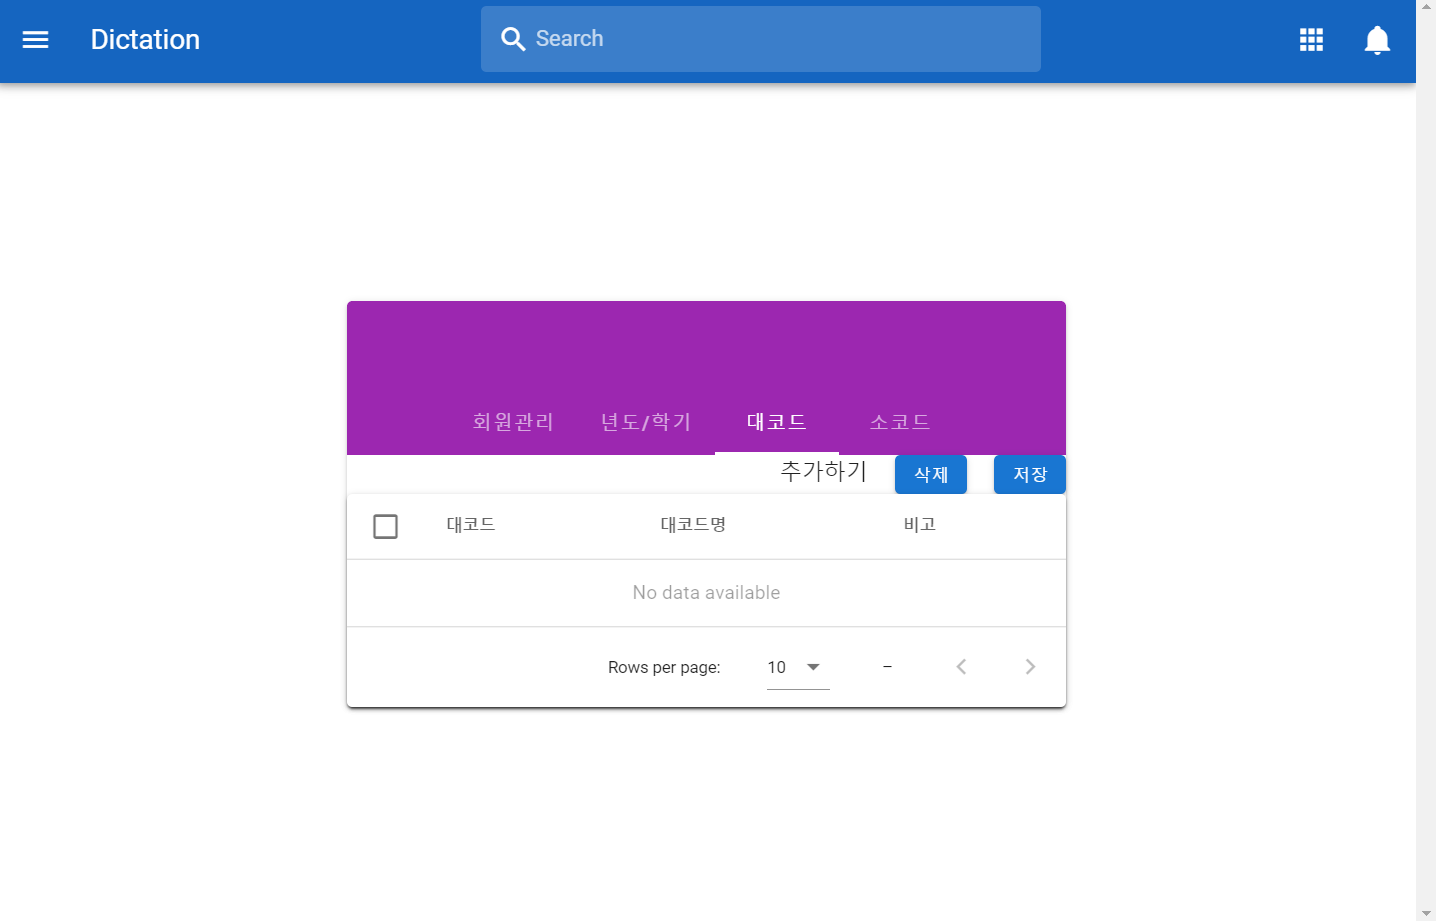 Dictation
Search
회원관리 년도/학기 대코드 소코드
추가하기 삭제 저장
대코드 대코드명 비고
No data available
Rows per page: 10 –